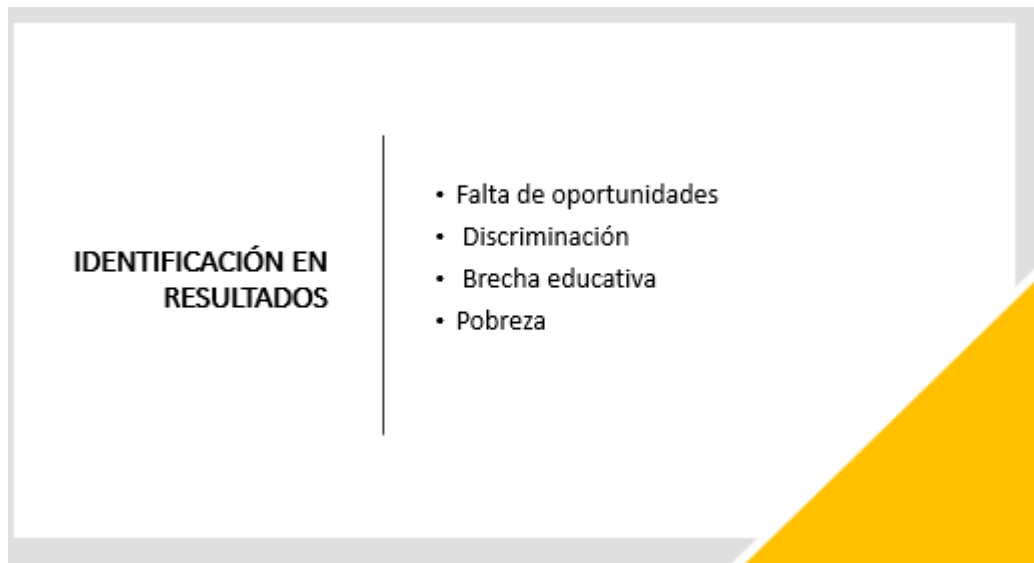 IDENTIFICACIÓN EN
RESULTADOS
• Falta de oportunidades
• Discriminación
• Brecha educativa
• Pobreza